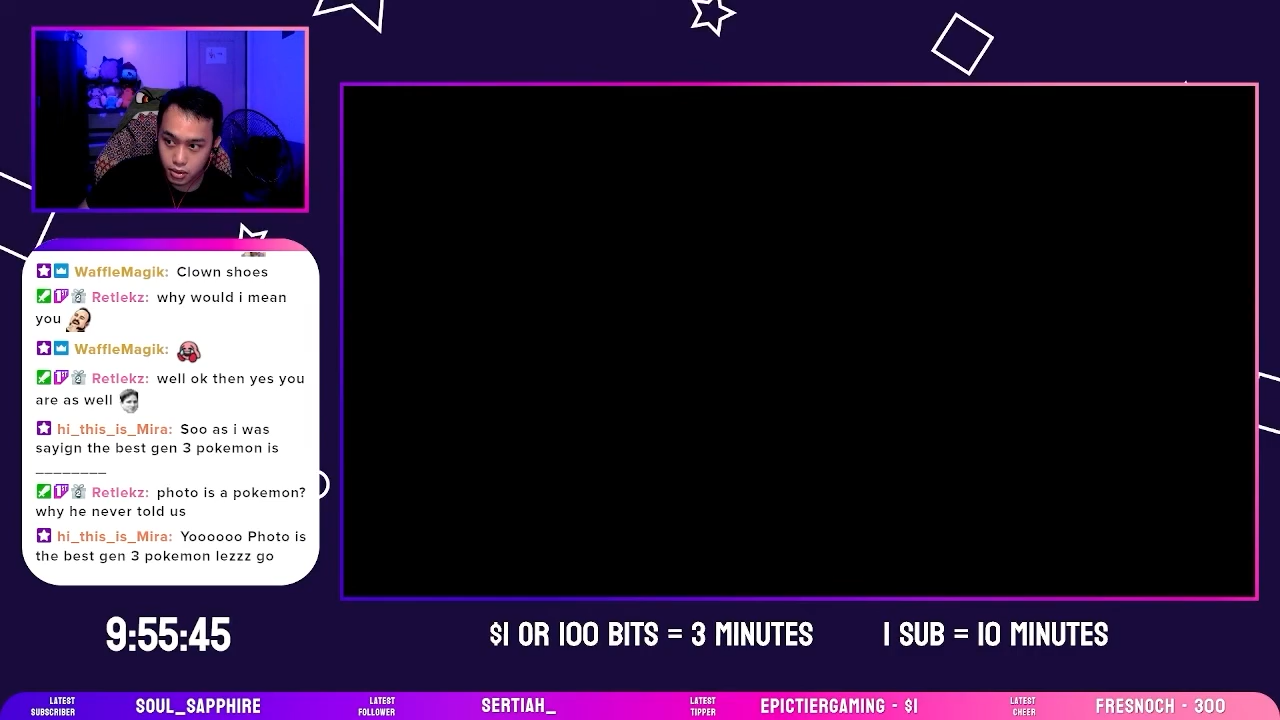 WaffleMagik: Clown shoes
Retlekz: why would i mean
you
WaffleMagik:
Retlekz: well ok then yes you
are as well
hi_this_is_Mira: Soo as i was
sayign the best gen 3 pokemon is
________
Retlekz: photo is a pokemon?
why he never told us
hi_this_is_Mira: Yoooooo Photo is
the best gen 3 pokemon lezzz go
9:55:45
$1 OR 100 BITS = 3 MINUTES
1 SUB = 10 MINUTES
LATEST
SUBSCRIBER
SOUL_SAPPHIRE
LATEST
FOLLOWER
SERTIAH_
LATEST
TIPPER
EPICTIERGAMING - $1
LATEST
CHEER
FRESNOCH - 300